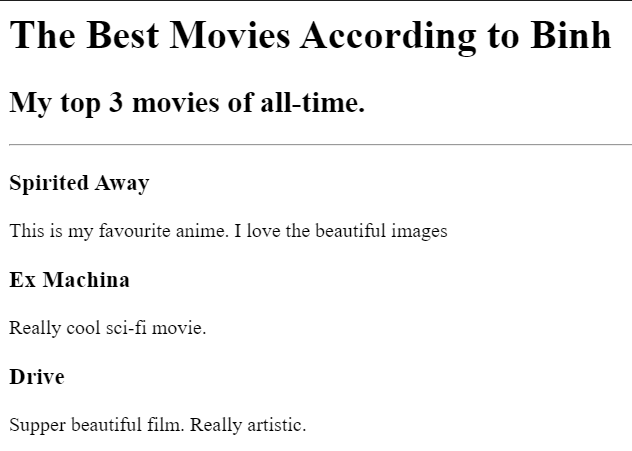 The Best Movies According to Binh
My top 3 movies of all-time.
Spirited Away
This is my favourite anime. I love the beautiful images
Ex Machina
Really cool sci-fi movie.
Drive
Supper beautiful film. Really artistic.